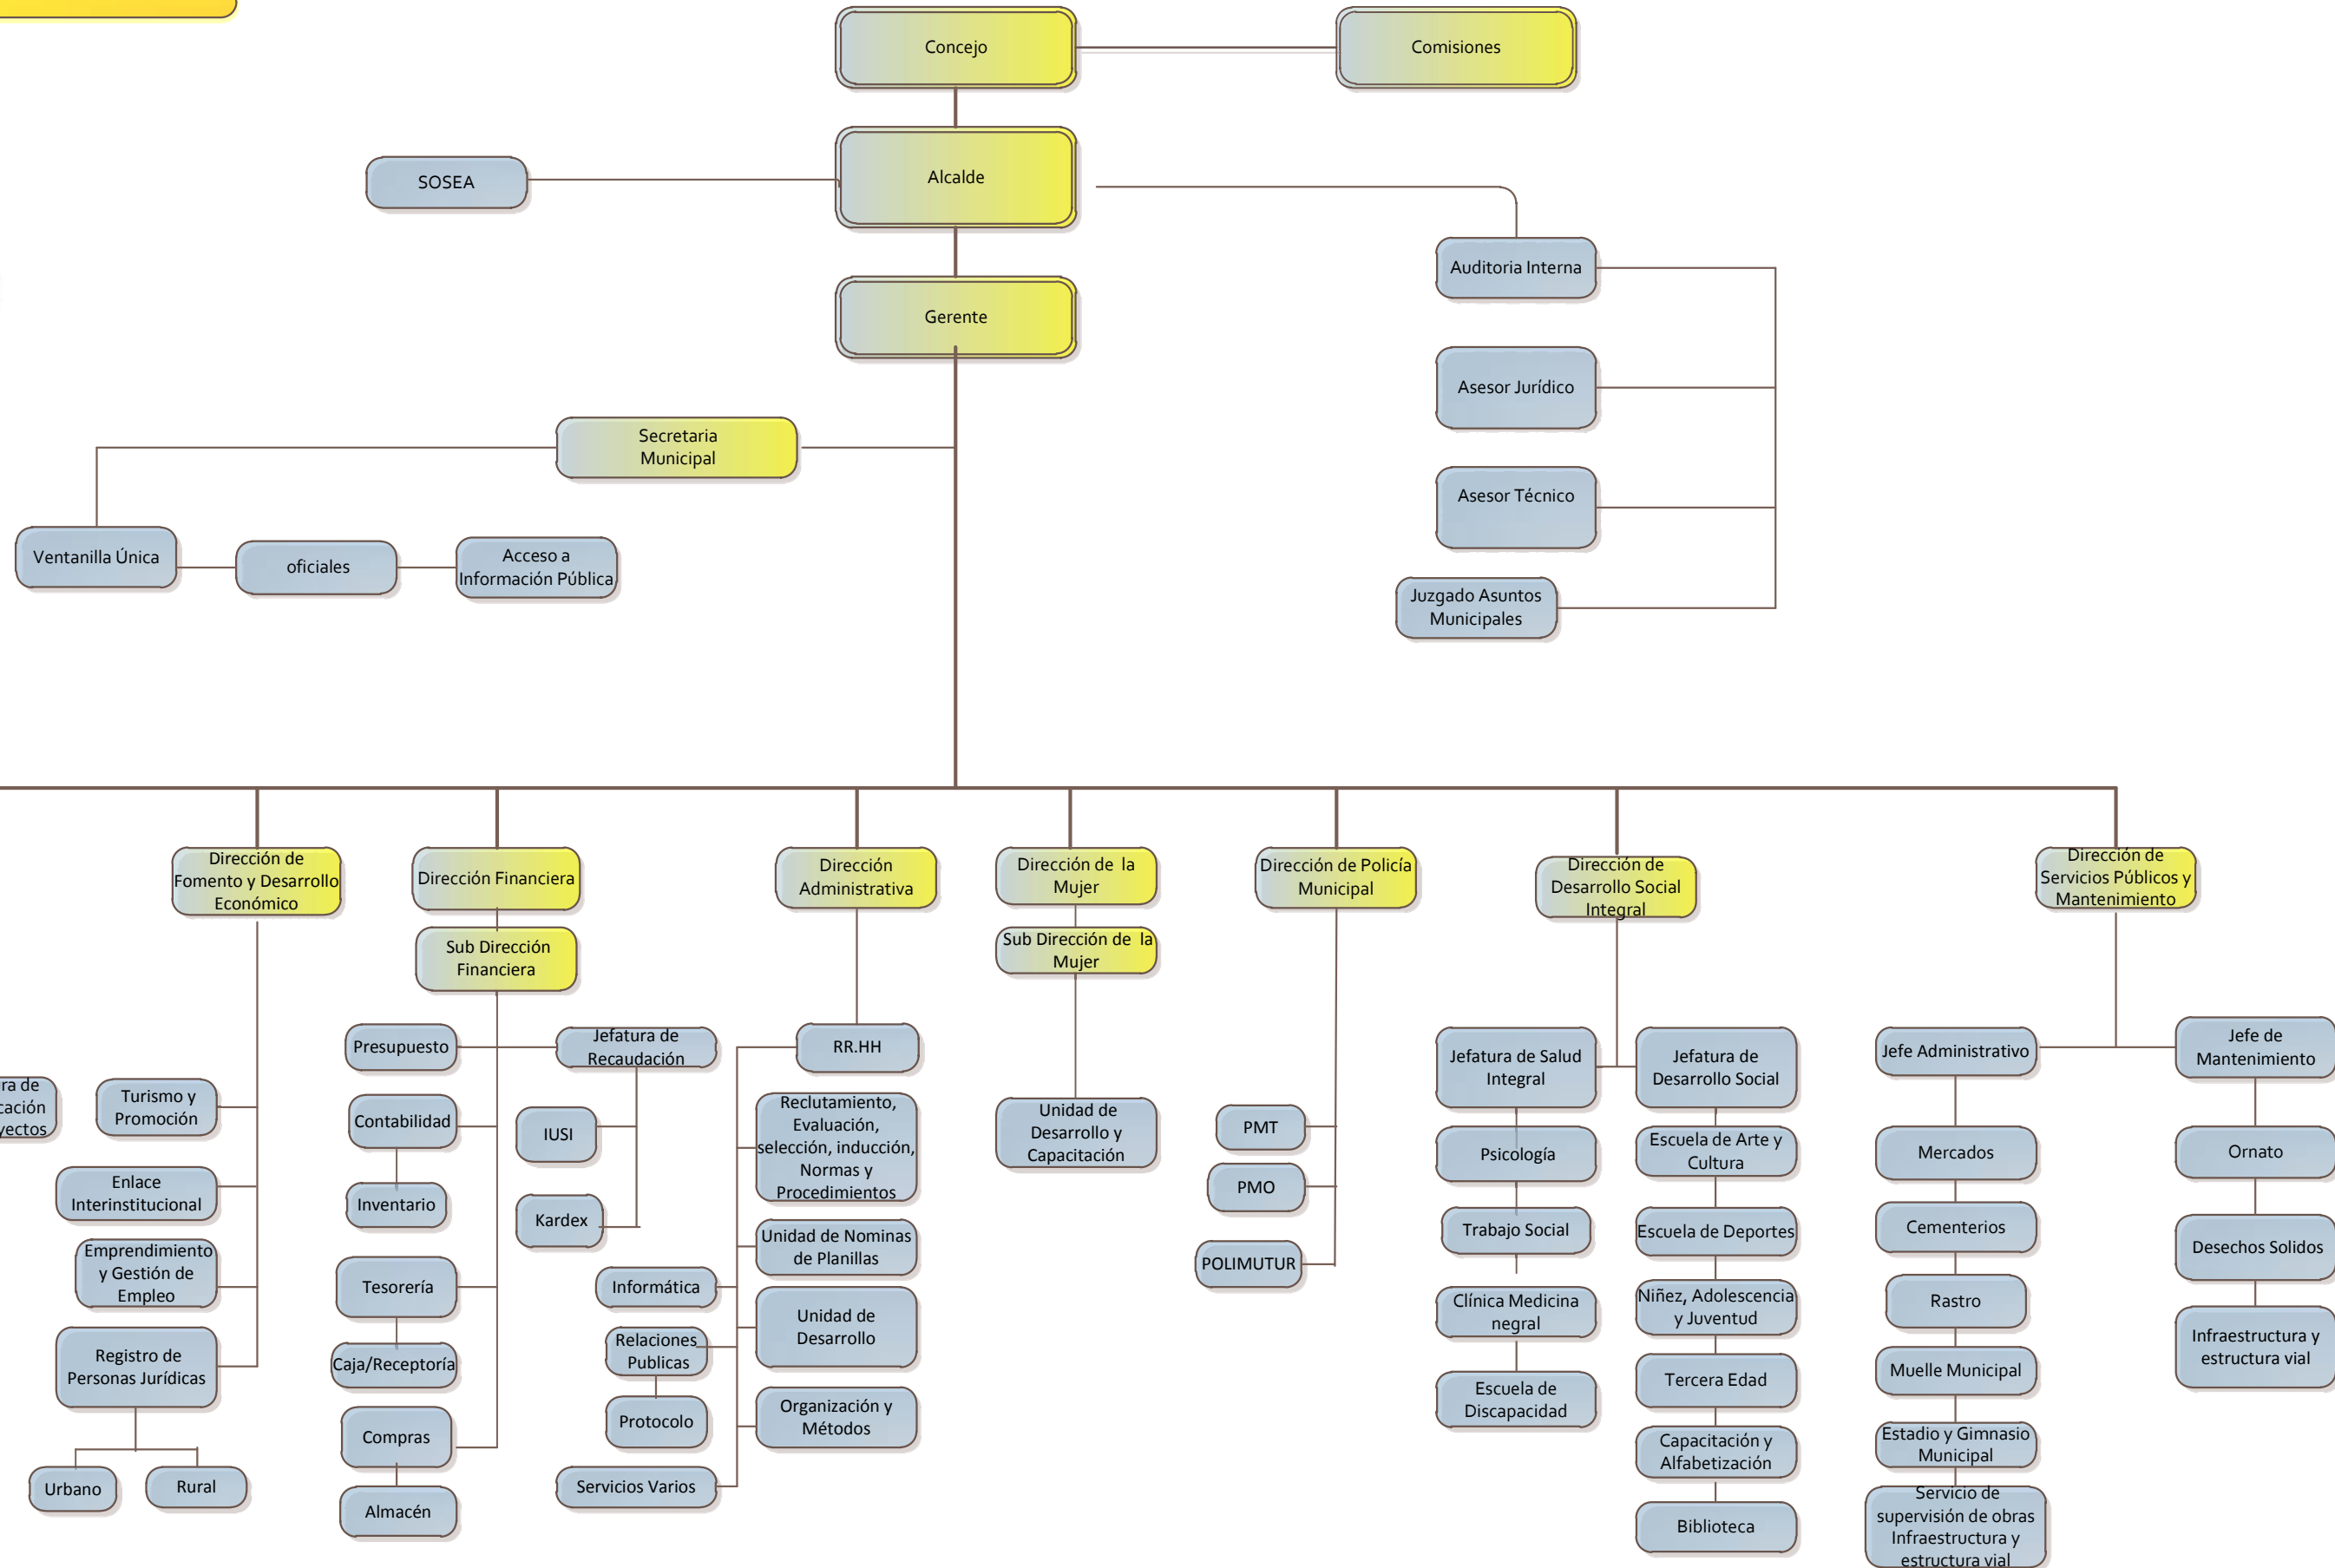 Concejo
Comisiones
SOSEA
Alcalde
Auditoria Interna
Gerente
Asesor Jurídico
Secretaria
Municipal
Asesor Técnico
Ventanilla Única
oficiales
Acceso a
Información Pública
Juzgado Asuntos
Municipales
Dirección de
Fomento y Desarrollo
Económico
Dirección Financiera
Dirección
Administrativa
Dirección de la
Mujer
Dirección de Policía
Municipal
Dirección de
Desarrollo Social
Integral
Dirección de
Servicios Públicos y
Mantenimiento
Sub Dirección
Financiera
Sub Dirección de la
Mujer
Turismo y
Promoción
Enlace
Interinstitucional
Emprendimiento
y Gestión de
Empleo
Registro de
Personas Jurídicas
Urbano
Rural
Presupuesto
Jefatura de
Recaudación
Contabilidad
IUSI
Inventario
Kardex
Tesorería
Caja/Receptoría
Compras
Almacén
RR.HH
Reclutamiento,
Evaluación,
selección, inducción,
Normas y
Procedimientos
Unidad de Nominas
de Planillas
Informática
Unidad de
Desarrollo
Relaciones
Publicas
Protocolo
Organización y
Métodos
Servicios Varios
Unidad de
Desarrollo y
Capacitación
PMT
PMO
POLIMUTUR
Jefatura de Salud
Integral
Psicología
Trabajo Social
Clínica Medicina
negral
Escuela de
Discapacidad
Jefatura de
Desarrollo Social
Escuela de Arte y
Cultura
Escuela de Deportes
Niñez, Adolescencia
y Juventud
Tercera Edad
Capacitación y
Alfabetización
Biblioteca
Jefe Administrativo
Mercados
Cementerios
Rastro
Muelle Municipal
Estadio y Gimnasio
Municipal
Servicio de
supervisión de obras
Infraestructura y
estructura vial
Jefe de
Mantenimiento
Ornato
Desechos Solidos
Infraestructura y
estructura vial